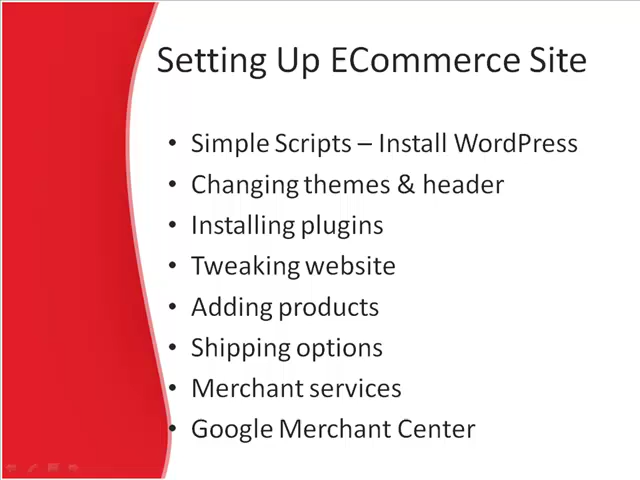 Setting Up ECommerce Site
• Simple Scripts – Install WordPress
• Changing themes & header
• Installing plugins
• Tweaking website
• Adding products
• Shipping options
• Merchant services
• Google Merchant Center